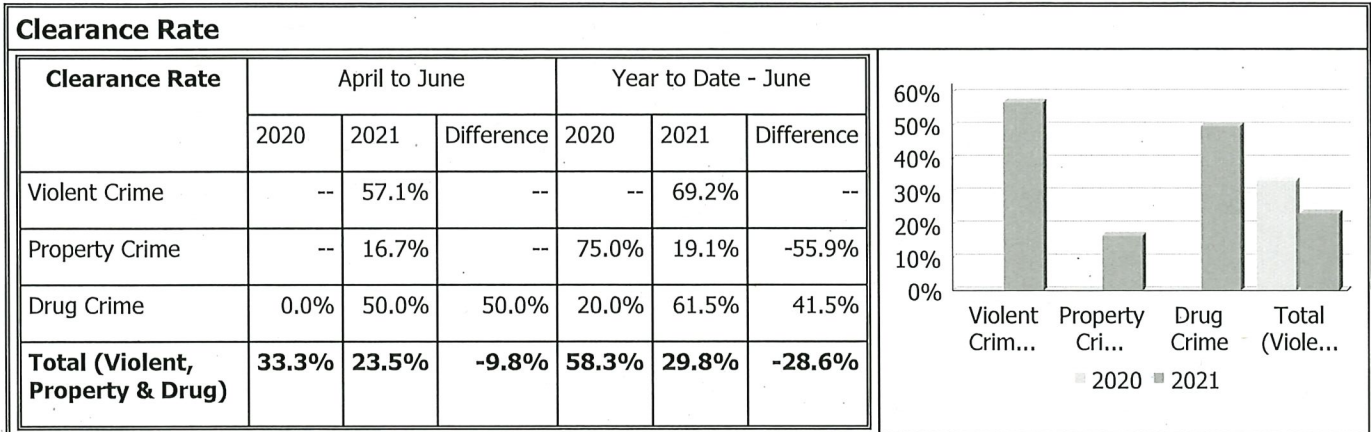 Clearance Rate
Clearance Rate April to June Year to Date - June
2020 2021 Difference 2020 2021 Difference
Violent Crime -- 57.1% -- -- 69.2% --
Property Crime -- 16.7% -- 75.0% 19.1% -55.9%
Drug Crime 0.0% 50.0% 50.0% 20.0% 61.5% 41.5%
Total (Violent, 33.3% 23.5% -9.8% 58.3% 29.8% -28.6%
Property & Drug)
60%
50%
40%
30%
20%
10%
0%
Violent Property Drug Total
Crim... Cri... Crime (Viole...
2020 2021